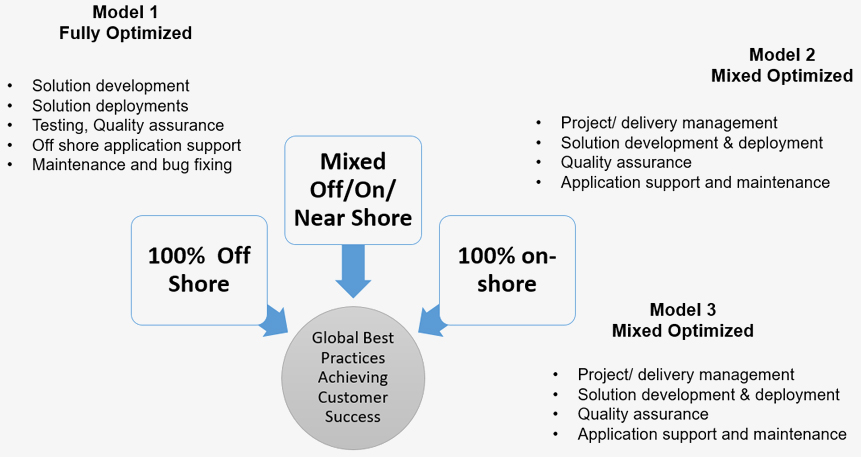 Model 1
Fully Optimized
• Solution development
• Solution deployments
• Testing, Quality assurance
• Off shore application support
• Maintenance and bug fixing
Model 2
Mixed Optimized
• Project/ delivery management
• Solution development & deployment
• Quality assurance
• Application support and maintenance
Mixed
Off/On/
Near Shore
100%  Off
Shore
100% on-
shore
Global Best
Practices
Achieving
Customer
Success
Model 3
Mixed Optimized
• Project/ delivery management
• Solution development & deployment
• Quality assurance
• Application support and maintenance